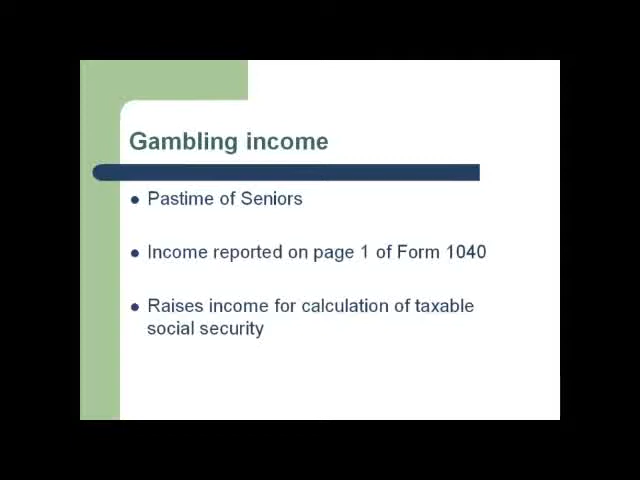 Gambling income
Pastime of Seniors
Income reported on page 1 of Form 1040
Raises income for calculation of taxable
social security